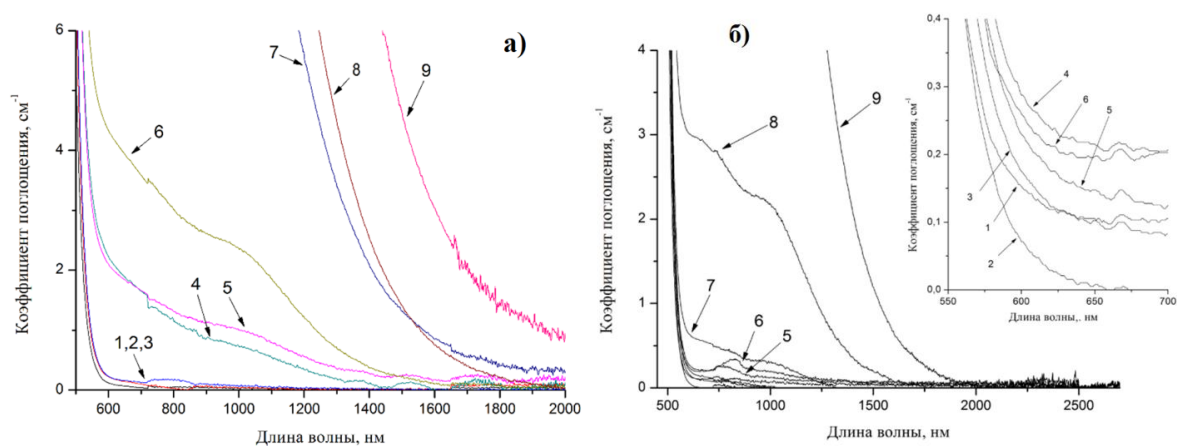 а)
Коэффициент поглощения, см⁻¹
6
4
2
0
600 800 1000 1200 1400 1600 1800 2000
Длина волны, нм
1,2,3
4
5
6
7
8
9
б)
Коэффициент поглощения, см⁻¹
4
3
2
1
0
500 1000 1500 2000 2500
Длина волны, нм
7
6
5
8
9
Коэффициент поглощения, см⁻¹
0,4
0,3
0,2
0,1
0,0
550 600 650 700
Длина волны,. нм
4
6
5
3
1
2